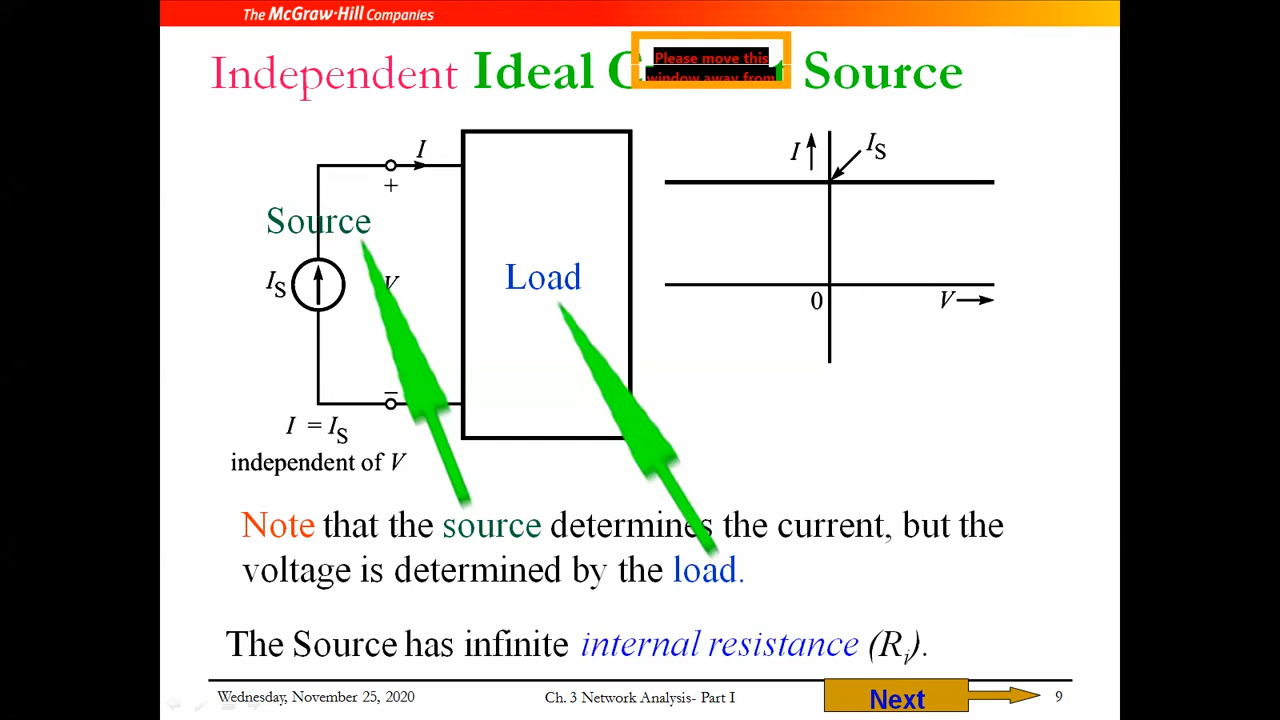 The McGraw-Hill Companies
Independent Ideal C t Source
Please move this
window away from
I
+
I
I_S
Source
Load
I_S
V
0
V
–
I = I_S
independent of V
Note that the source determines the current, but the
voltage is determined by the load.
The Source has infinite internal resistance (R_i).
Wednesday, November 25, 2020
Ch. 3 Network Analysis- Part I
Next
9